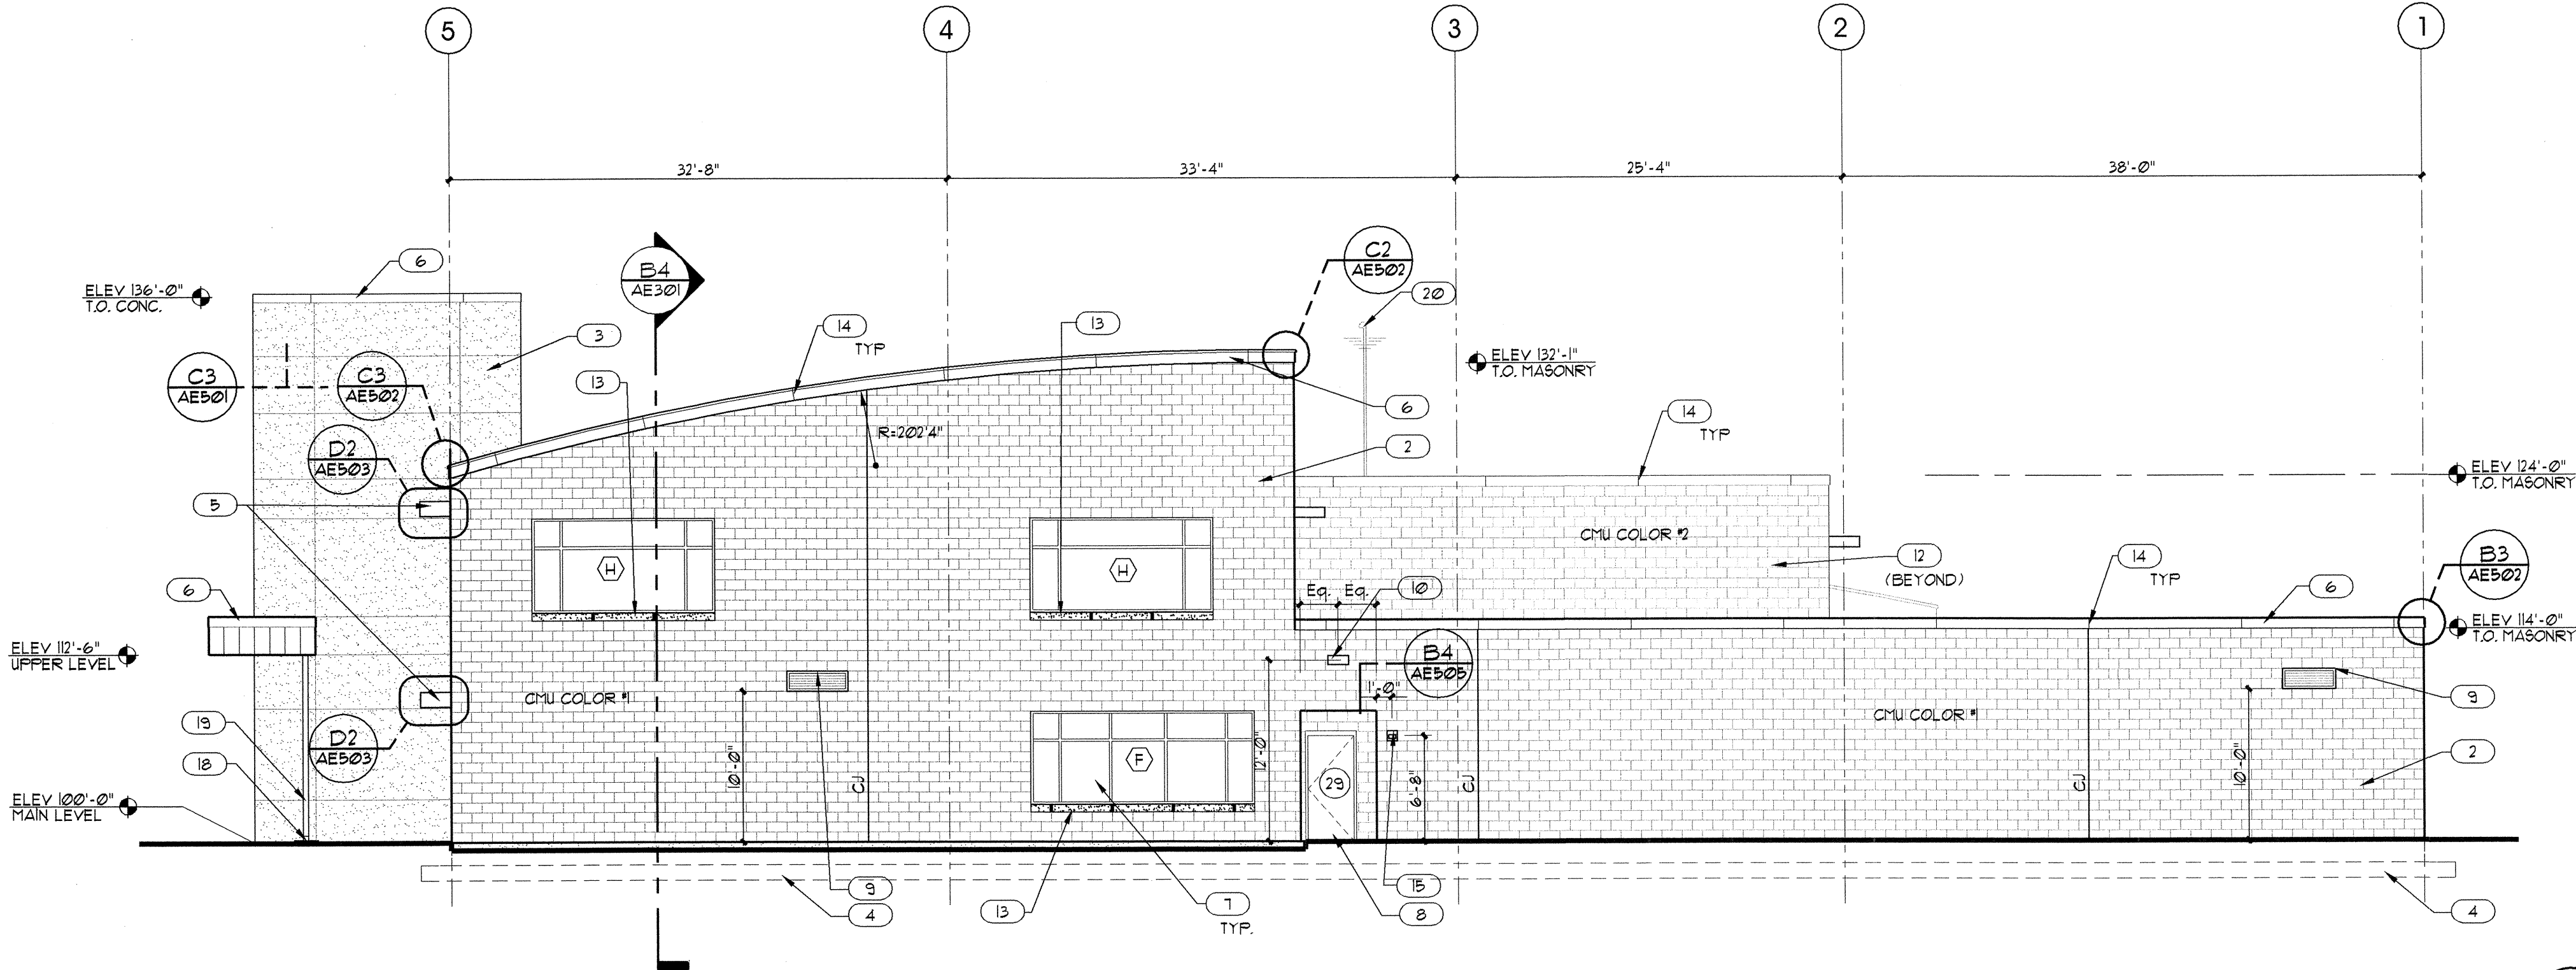 5
4
3
2
1
32'-8"
33'-4"
25'-4"
38'-0"
6
ELEV 136'-0"
T.O. CONC.
B4
AE301
C2
AE502
20
3
14
TYP
13
ELEV 132'-1"
T.O. MASONRY
C3
AE501
C3
AE502
6
14
TYP
R=202'4"
2
D2
AE503
ELEV 124'-0"
T.O. MASONRY
5
CMU COLOR #2
12
(BEYOND)
14
TYP
B3
AE502
H
H
13
Eq.
Eq.
10
6
6
ELEV 114'-0"
T.O. MASONRY
ELEV 112'-6"
UPPER LEVEL
B4
AE505
1'-0"
CMU COLOR #1
9
CMU COLOR #1
19
D2
AE503
18
10'-0"
CJ
F
12'-0"
29
6'-8"
CJ
CJ
10'-0"
2
ELEV 100'-0"
MAIN LEVEL
9
4
13
7
TYP.
15
8
4